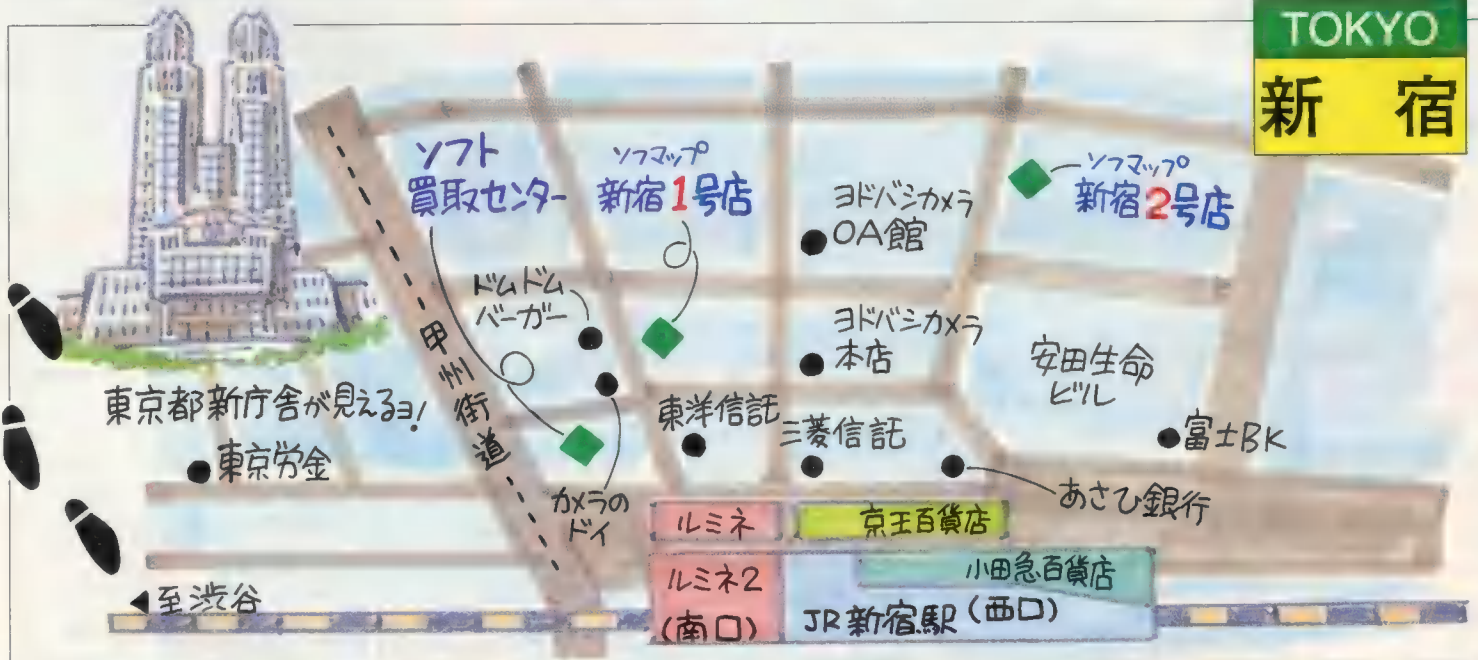 TOKYO
新 宿
ソフト
買取センター
ソフマップ
新宿1号店
ヨドバシカメラ
OA館
ソフマップ
新宿2号店
ドムドム
バーガー
ヨドバシカメラ
本店
安田生命
ビル
甲州街道
東京都新庁舎が見えるヨ!
東京労金
東洋信託
三菱信託
富士BK
カメラの
ドイ
あさひ銀行
ルミネ
京王百貨店
小田急百貨店
ルミネ2
(南口)
JR新宿駅(西口)
◀至渋谷